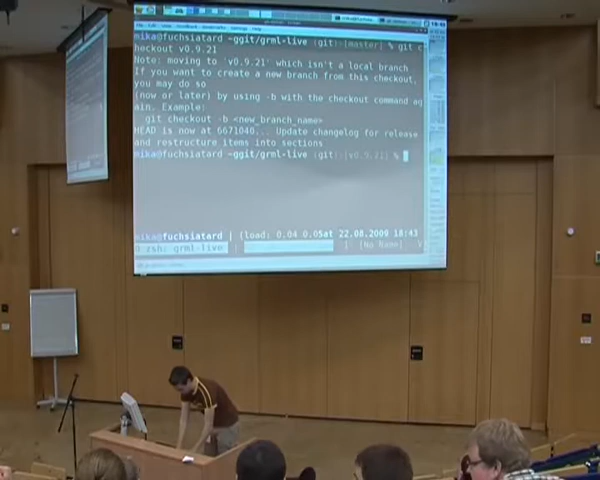 mika@fuchsiatard ~ggit/grml-live (git)-[master] % git c
heckout v0.9.21
Note: moving to 'v0.9.21' which isn't a local branch
If you want to create a new branch from this checkout,
you may do so
(now or later) by using -b with the checkout command ag
ain. Example:
git checkout -b <new_branch_name>
HEAD is now at 6671040... Update changelog for release
and restructure items into sections
mika@fuchsiatard ~ggit/grml-live (git)-[v0.9.21] %
mika@fuchsiatard | (load: 0.04 0.05at 22.08.2009 18:43
zsh: grml-live
[No Name]